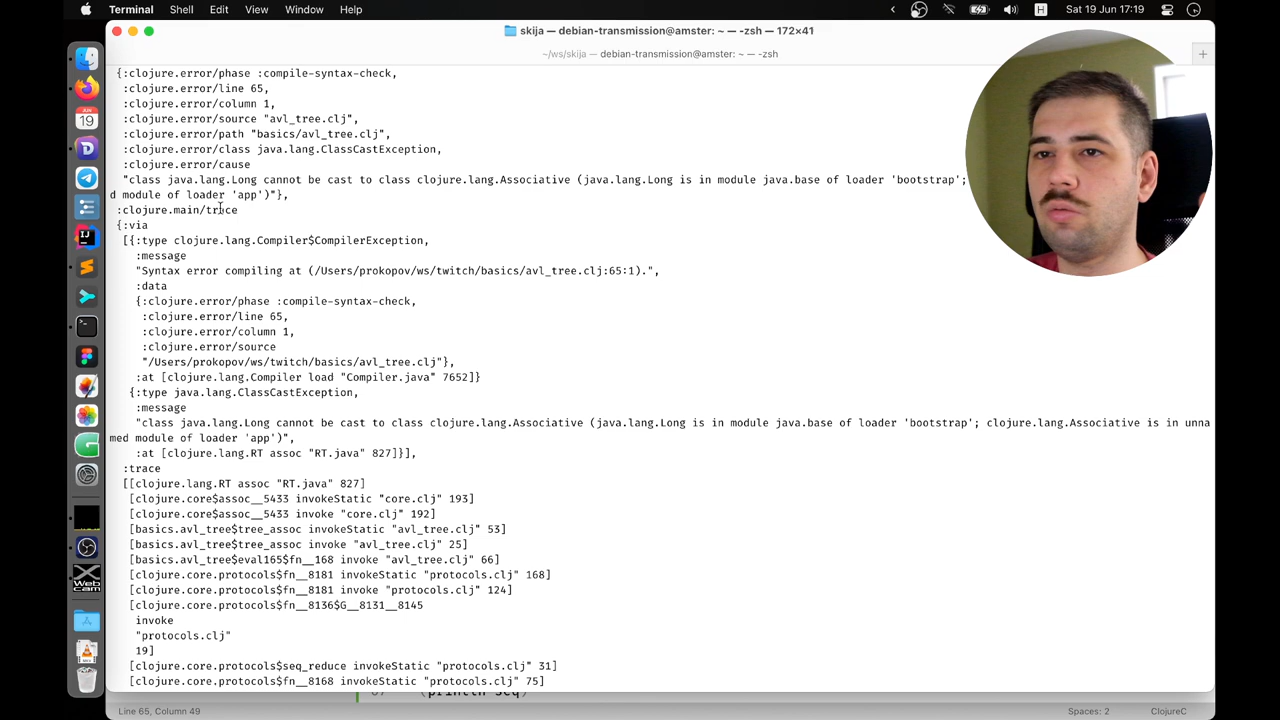 Terminal Shell Edit View Window Help
H Sat 19 Jun 17:19
skija — debian-transmission@amster: ~ — -zsh — 172×41
~/ws/skija — debian-transmission@amster: ~ — -zsh
{:clojure.error/phase :compile-syntax-check,
:clojure.error/line 65,
:clojure.error/column 1,
:clojure.error/source "avl_tree.clj",
:clojure.error/path "basics/avl_tree.clj",
:clojure.error/class java.lang.ClassCastException,
:clojure.error/cause
"class java.lang.Long cannot be cast to class clojure.lang.Associative (java.lang.Long is in module java.base of loader 'bootstrap';
d module of loader 'app')"},
:clojure.main/trace
{:via
[{:type clojure.lang.Compiler$CompilerException,
:message
"Syntax error compiling at (/Users/prokopov/ws/twitch/basics/avl_tree.clj:65:1).",
:data
{:clojure.error/phase :compile-syntax-check,
:clojure.error/line 65,
:clojure.error/column 1,
:clojure.error/source
"/Users/prokopov/ws/twitch/basics/avl_tree.clj"},
:at [clojure.lang.Compiler load "Compiler.java" 7652]}
{:type java.lang.ClassCastException,
:message
"class java.lang.Long cannot be cast to class clojure.lang.Associative (java.lang.Long is in module java.base of loader 'bootstrap'; clojure.lang.Associative is in unna
med module of loader 'app')",
:at [clojure.lang.RT assoc "RT.java" 827]}],
:trace
[[clojure.lang.RT assoc "RT.java" 827]
[clojure.core$assoc__5433 invokeStatic "core.clj" 193]
[clojure.core$assoc__5433 invoke "core.clj" 192]
[basics.avl_tree$tree_assoc invokeStatic "avl_tree.clj" 53]
[basics.avl_tree$tree_assoc invoke "avl_tree.clj" 25]
[basics.avl_tree$eval165$fn__168 invoke "avl_tree.clj" 66]
[clojure.core.protocols$fn__8181 invokeStatic "protocols.clj" 168]
[clojure.core.protocols$fn__8181 invoke "protocols.clj" 124]
[clojure.core.protocols$fn__8136$G__8131__8145
invoke
"protocols.clj"
19]
[clojure.core.protocols$seq_reduce invokeStatic "protocols.clj" 31]
[clojure.core.protocols$fn__8168 invokeStatic "protocols.clj" 75]
Line 65, Column 49
Spaces: 2
ClojureC
JUN
19
IJ
Web
cam